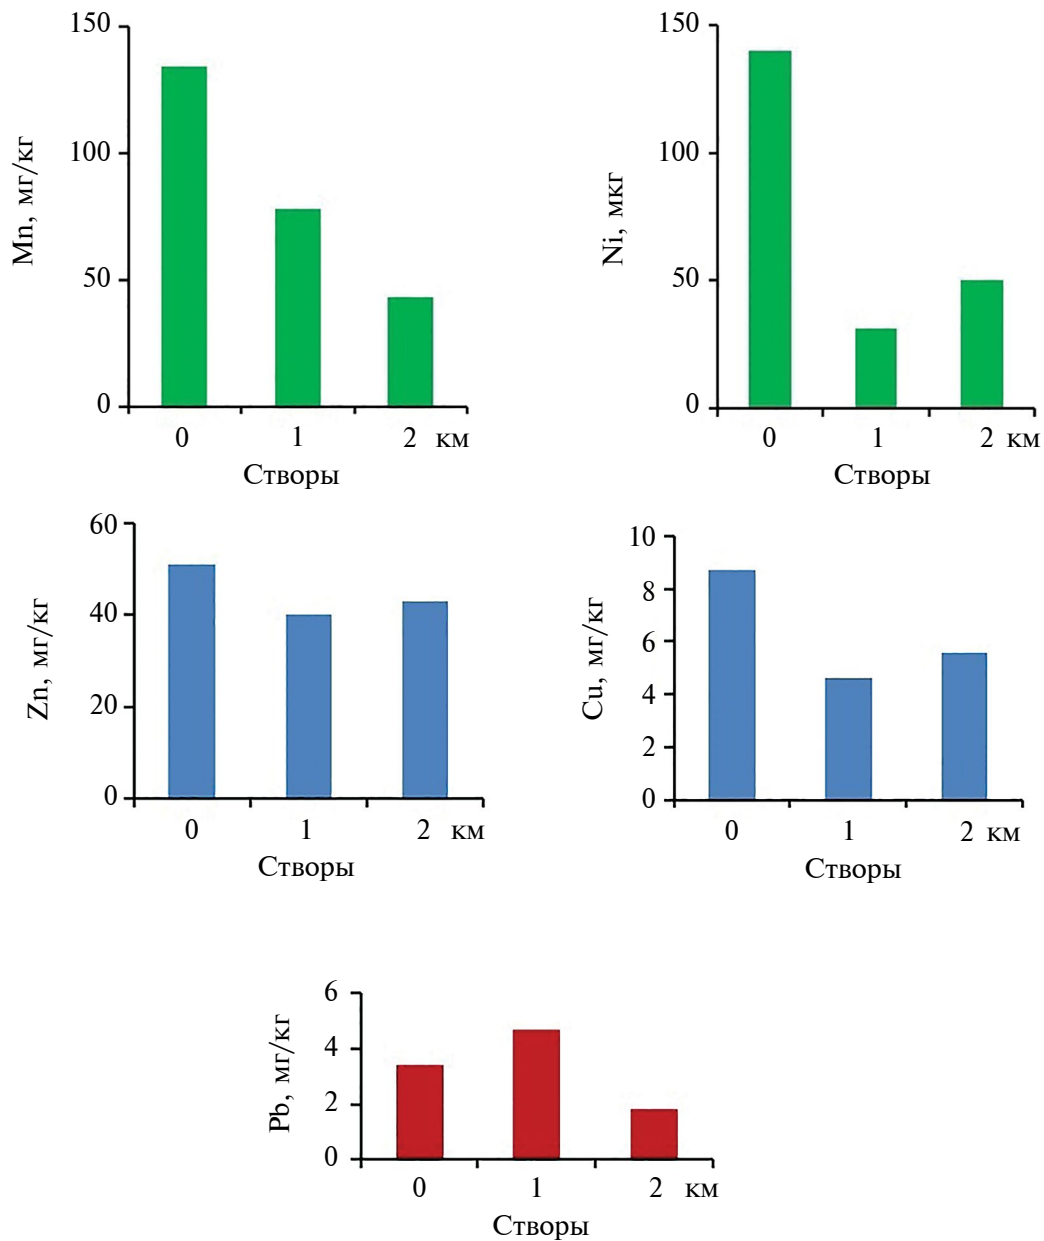 Mn, мг/кг
150
100
50
0
0 1 2 км
Створы
Ni, мкг
150
100
50
0
0 1 2 км
Створы
Zn, мг/кг
60
40
20
0
0 1 2 км
Створы
Cu, мг/кг
10
8
6
4
2
0
0 1 2 км
Створы
Pb, мг/кг
6
4
2
0
0 1 2 км
Створы